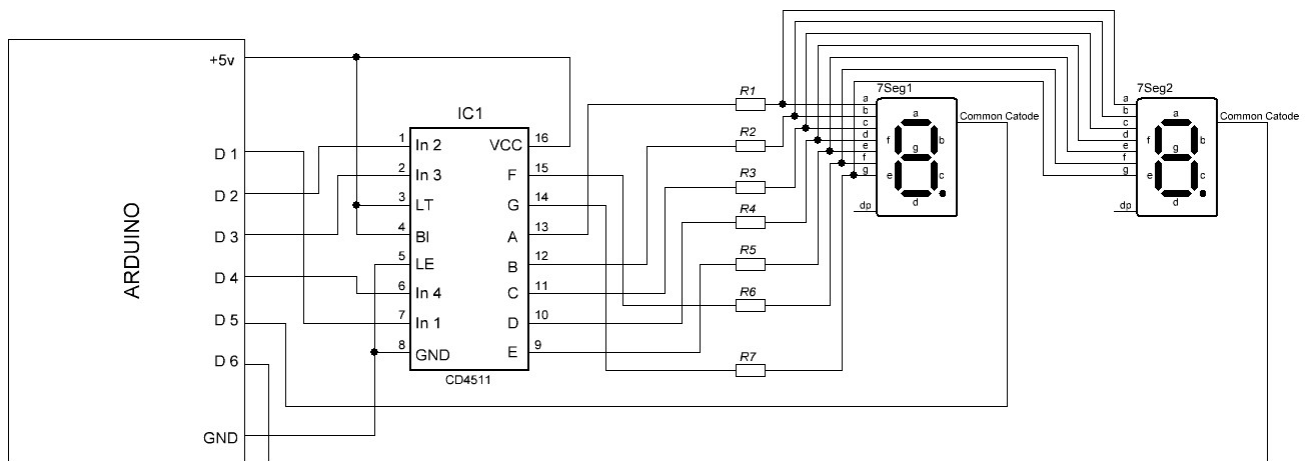 ARDUINO
+5v
D 1
D 2
D 3
D 4
D 5
D 6
GND
IC1
1 In 2 VCC 16
2 In 3 F 15
3 LT G 14
4 BI A 13
5 LE B 12
6 In 4 C 11
7 In 1 D 10
8 GND E 9
CD4511
R1
R2
R3
R4
R5
R6
R7
7Seg1
a
b
c
d
e
f
g
dp
a
f b
g
e c
d
Common Catode
7Seg2
a
b
c
d
e
f
g
dp
a
f b
g
e c
d
Common Catode